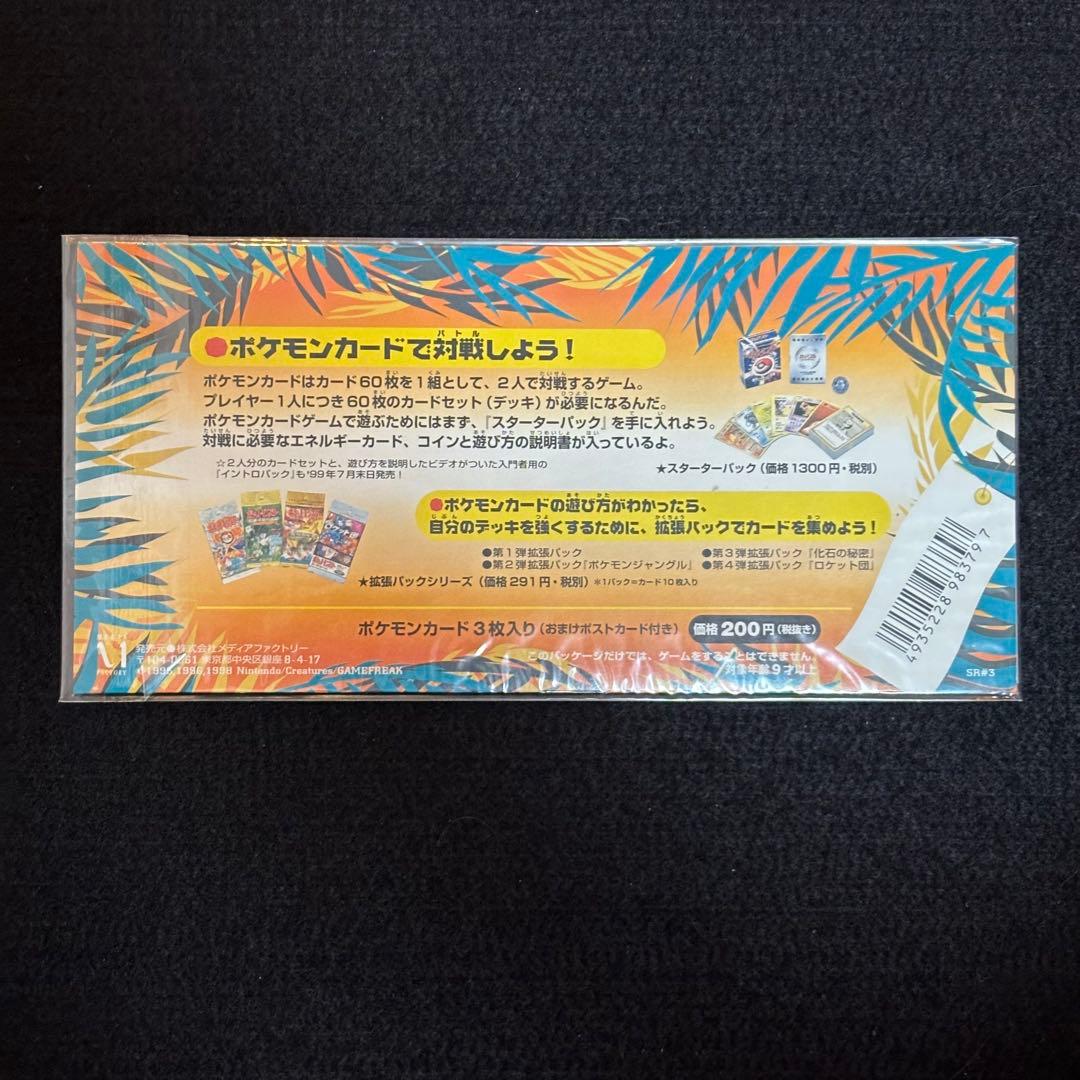 ●ポケモンカードで対戦しよう！
ポケモンカードはカード60枚を1組として、2人で対戦するゲーム。
プレイヤー1人につき60枚のカードセット(デッキ)が必要になるんだ。
ポケモンカードゲームで遊ぶためにはまず、『スターターパック』を手に入れよう。
対戦に必要なエネルギーカード、コインと遊び方の説明書が入っているよ。
☆2人分のカードセットと、遊び方を説明したビデオがついた入門者用の
『イントロパック』も'99年7月末日発売！
★スターターパック(価格1300円・税別)
●ポケモンカードの遊び方がわかったら、
自分のデッキを強くするために、拡張パックでカードを集めよう！
●第1弾拡張パック
●第2弾拡張パック『ポケモンジャングル』
●第3弾拡張パック『化石の秘密』
●第4弾拡張パック『ロケット団』
★拡張パックシリーズ(価格291円・税別) ※1パック=カード10枚入り
ポケモンカード3枚入り(おまけポストカード付き) 価格200円(税抜き)
このパッケージだけでは、ゲームをすることはできません。
対象年齢9才以上
発売元●株式会社メディアファクトリー
〒104-0061 東京都中央区銀座8-4-17
©1995,1996,1998 Nintendo/Creatures/GAMEFREAK
FACTORY
4935228983797
SR#3